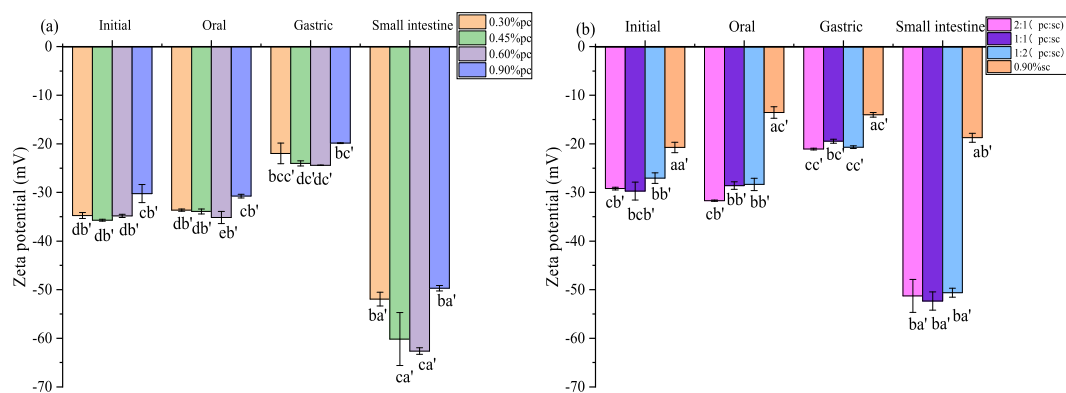 (a)
Initial Oral Gastric Small intestine
0.30%pc
0.45%pc
0.60%pc
0.90%pc
0
-10
-20
-30
-40
-50
-60
-70
Zeta potential (mV)
db' db' db' cb'
db' db' eb' cb'
bcc' dc' dc' bc'
ba' ca' ca' ba'
(b)
Initial Oral Gastric Small intestine
2:1( pc:sc)
1:1( pc:sc
1:2( pc:sc)
0.90%sc
0
-10
-20
-30
-40
-50
-60
-70
Zeta potential (mV)
cb' bcb' bb' aa'
cb' bb' bb' ac'
cc' bc' cc' ac'
ba' ba' ba' ab'